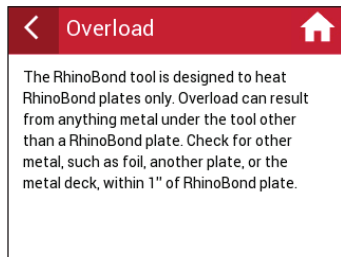 Overload
The RhinoBond tool is designed to heat
RhinoBond plates only. Overload can result
from anything metal under the tool other
than a RhinoBond plate. Check for other
metal, such as foil, another plate, or the
metal deck, within 1" of RhinoBond plate.